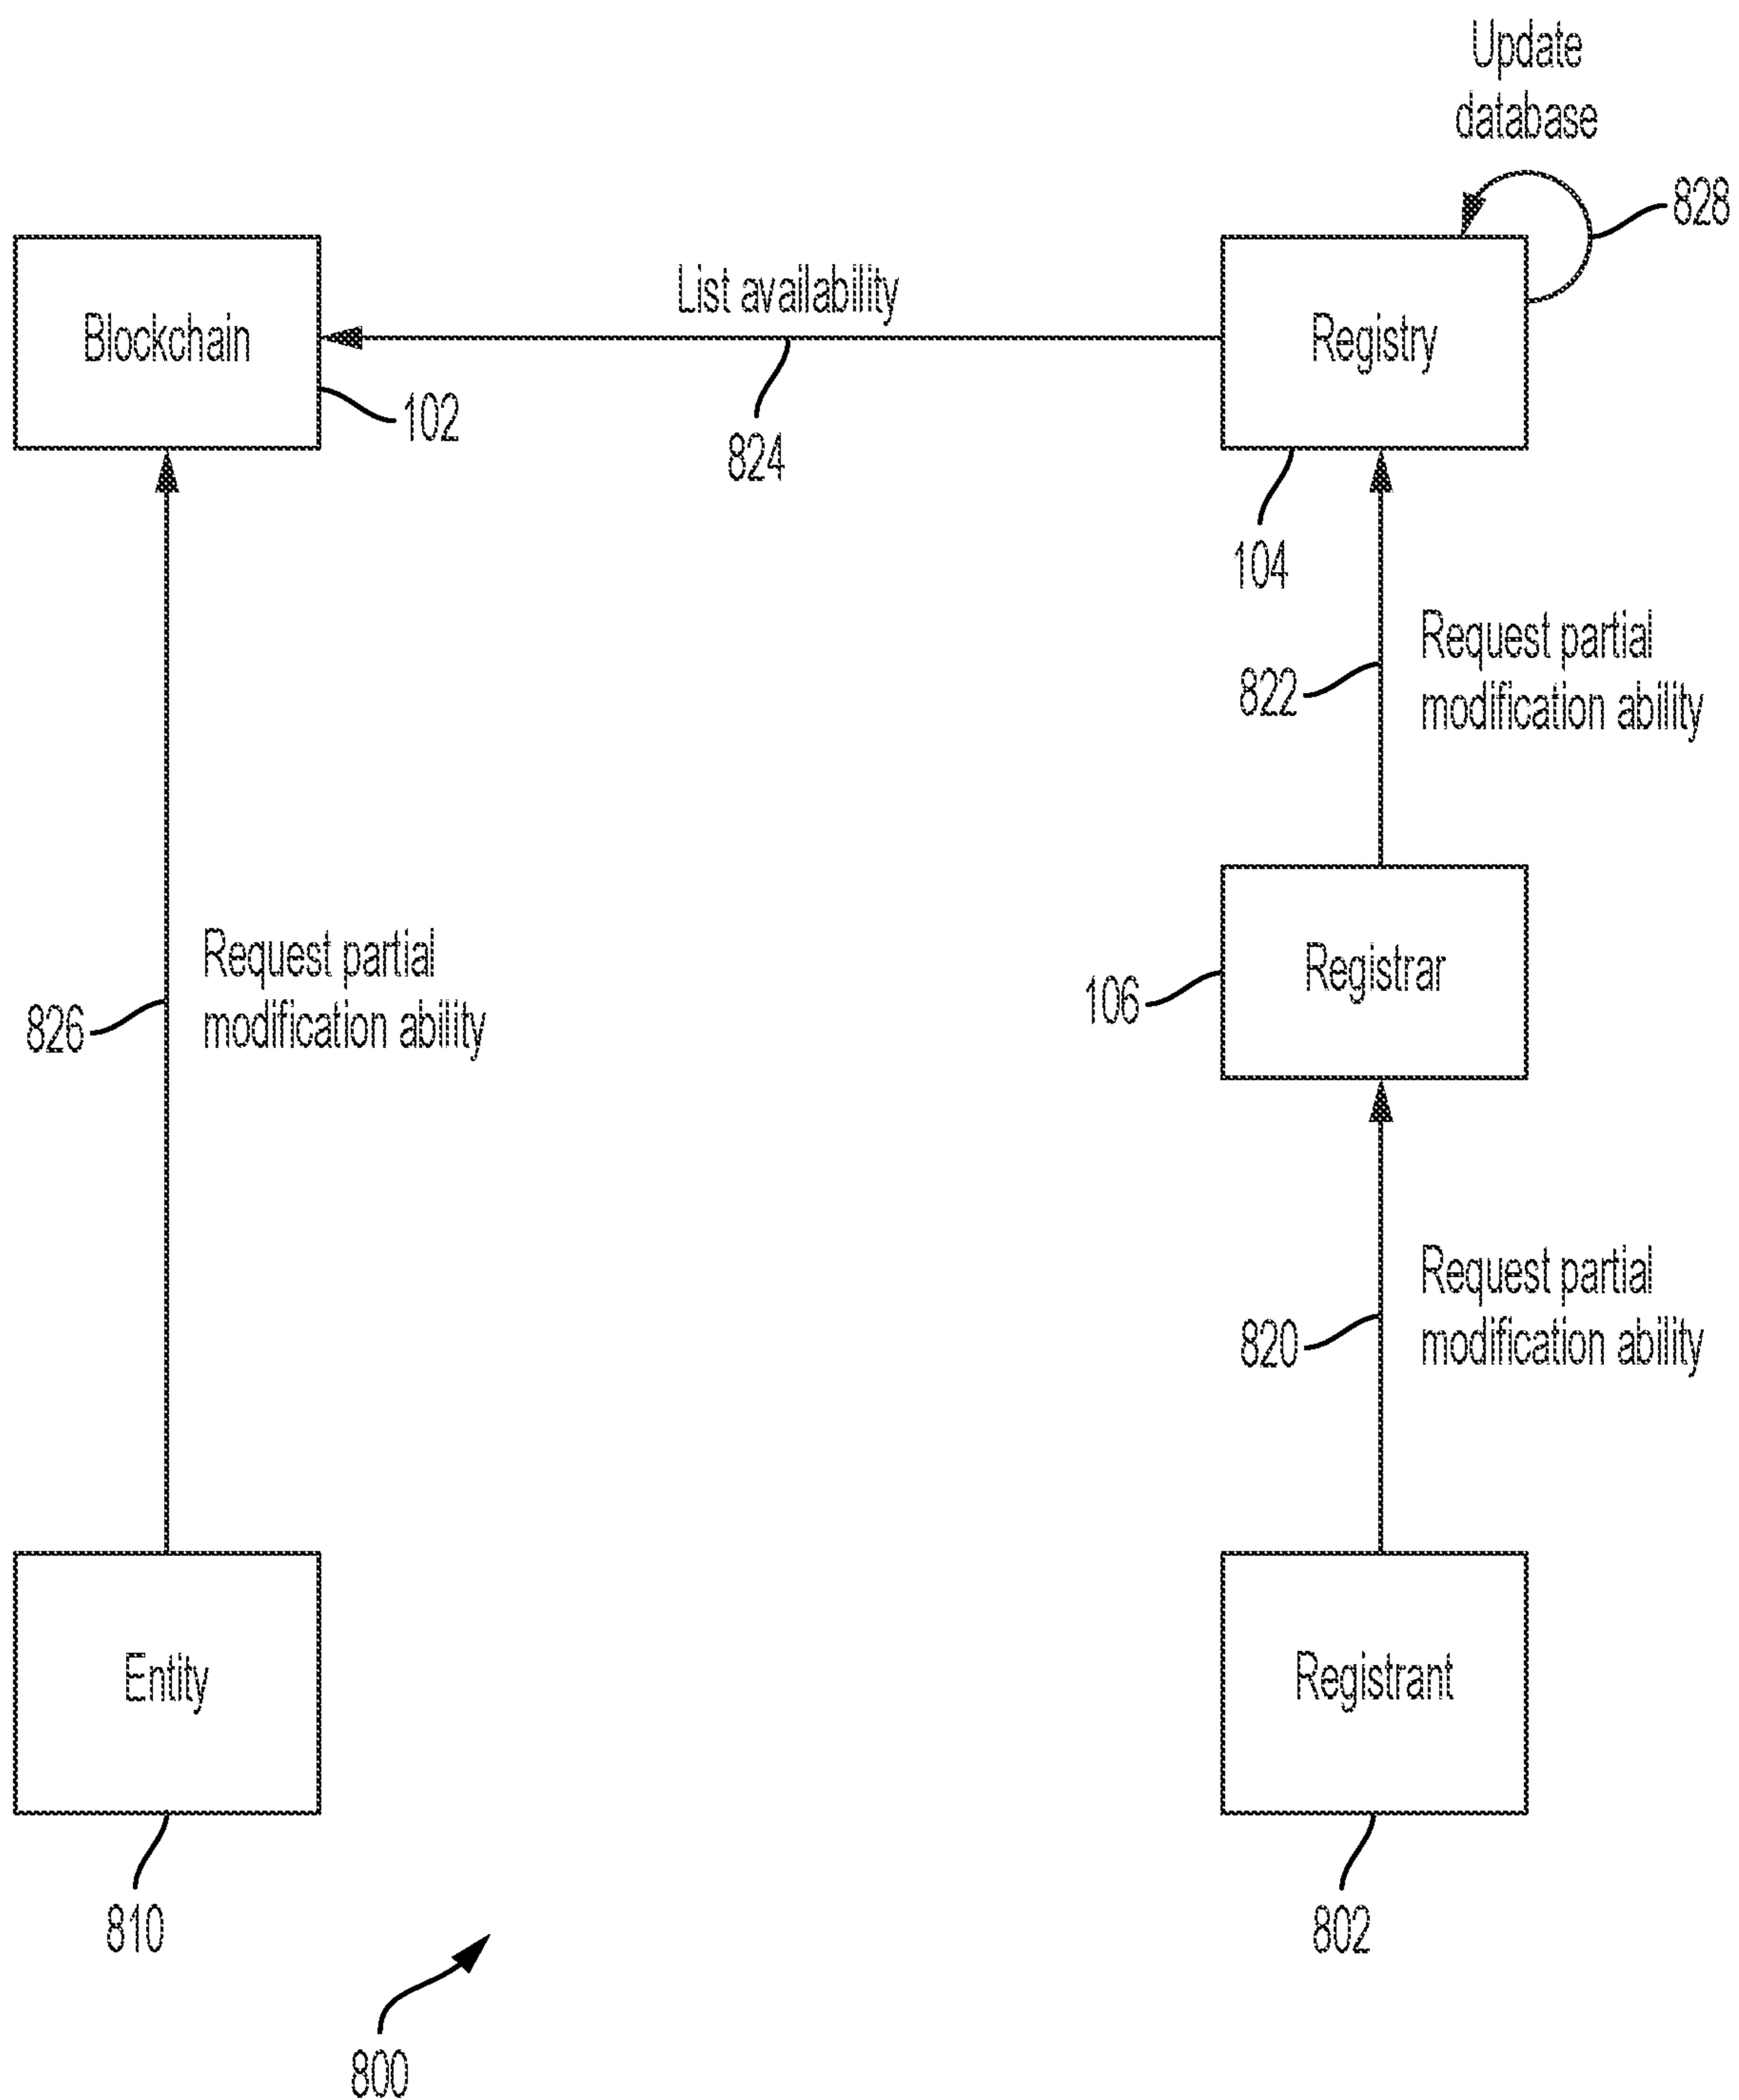 Update
database
828
Blockchain
List availability
Registry
102
824
104
Request partial
modification ability
822
Request partial
modification ability
826
Registrar
106
Request partial
modification ability
820
Entity
Registrant
810
802
800